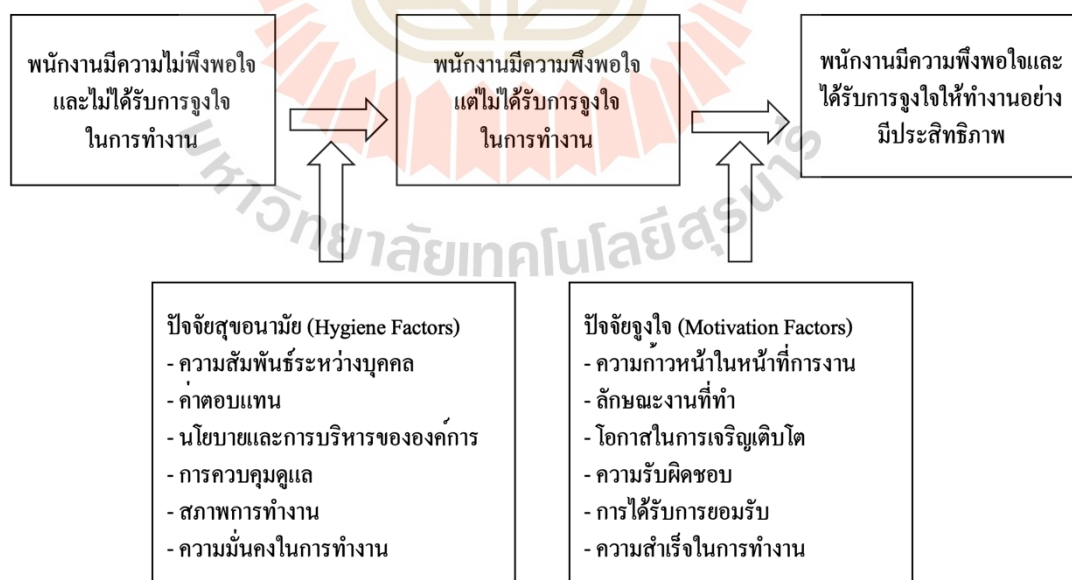 พนักงานมีความไม่พึงพอใจ
และไม่ได้รับการจูงใจ
ในการทำงาน
พนักงานมีความพึงพอใจ
แต่ไม่ได้รับการจูงใจ
ในการทำงาน
พนักงานมีความพึงพอใจและ
ได้รับการจูงใจให้ทำงานอย่าง
มีประสิทธิภาพ
มหาวิทยาลัยเทคโนโลยีสุรนารี
ปัจจัยสุขอนามัย (Hygiene Factors)
- ความสัมพันธ์ระหว่างบุคคล
- ค่าตอบแทน
- นโยบายและการบริหารขององค์การ
- การควบคุมดูแล
- สภาพการทำงาน
- ความมั่นคงในการทำงาน
ปัจจัยจูงใจ (Motivation Factors)
- ความก้าวหน้าในหน้าที่การงาน
- ลักษณะงานที่ทำ
- โอกาสในการเจริญเติบโต
- ความรับผิดชอบ
- การได้รับการยอมรับ
- ความสำเร็จในการทำงาน